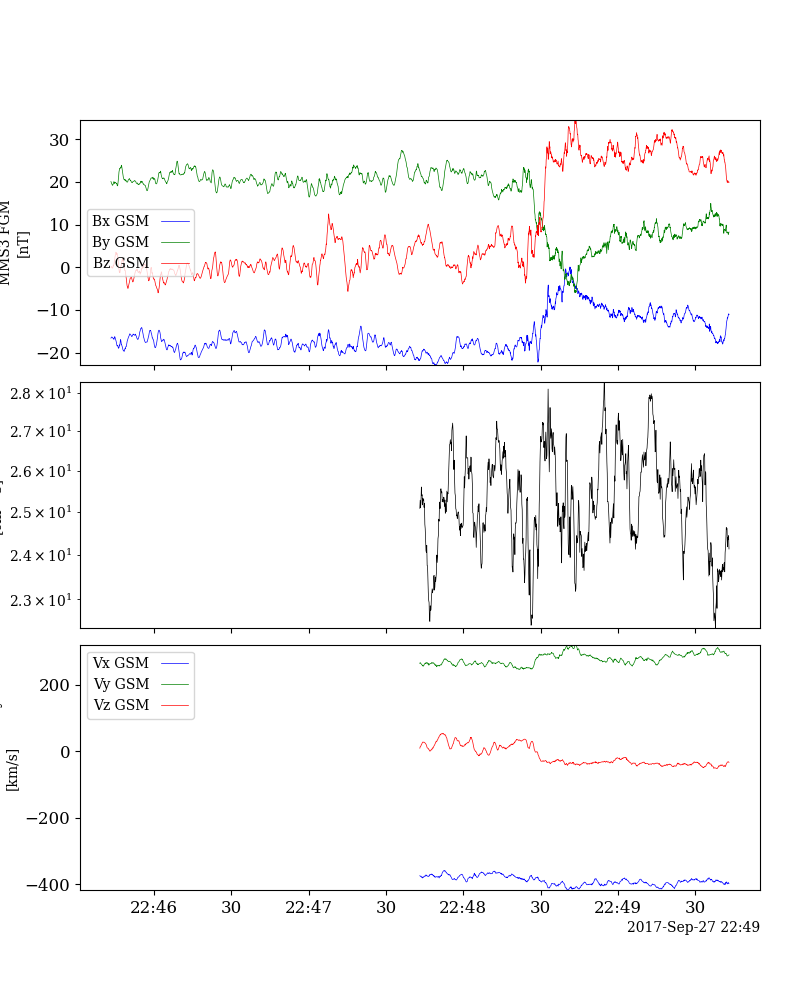 MMS3 FGM
[nT]
30
20
10
0
−10
−20
Bx GSM
By GSM
Bz GSM
2.8 × 10¹
2.7 × 10¹
2.6 × 10¹
2.5 × 10¹
2.4 × 10¹
2.3 × 10¹
[km/s]
200
0
−200
−400
Vx GSM
Vy GSM
Vz GSM
22:46
30
22:47
30
22:48
30
22:49
30
2017-Sep-27 22:49